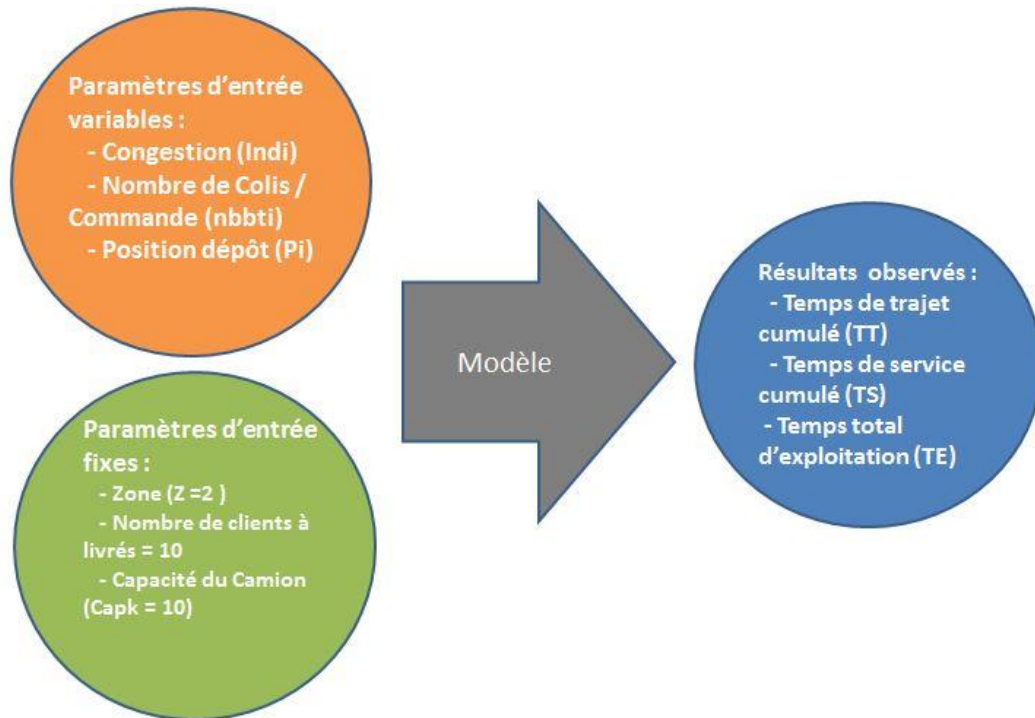 Paramètres d'entrée
variables :
- Congestion (Indi)
- Nombre de Colis /
Commande (nbbti)
- Position dépôt (Pi)
Modèle
Résultats observés :
- Temps de trajet
cumulé (TT)
- Temps de service
cumulé (TS)
- Temps total
d'exploitation (TE)
Paramètres d'entrée
fixes :
- Zone (Z =2 )
- Nombre de clients à
livrés = 10
- Capacité du Camion
(Capk = 10)